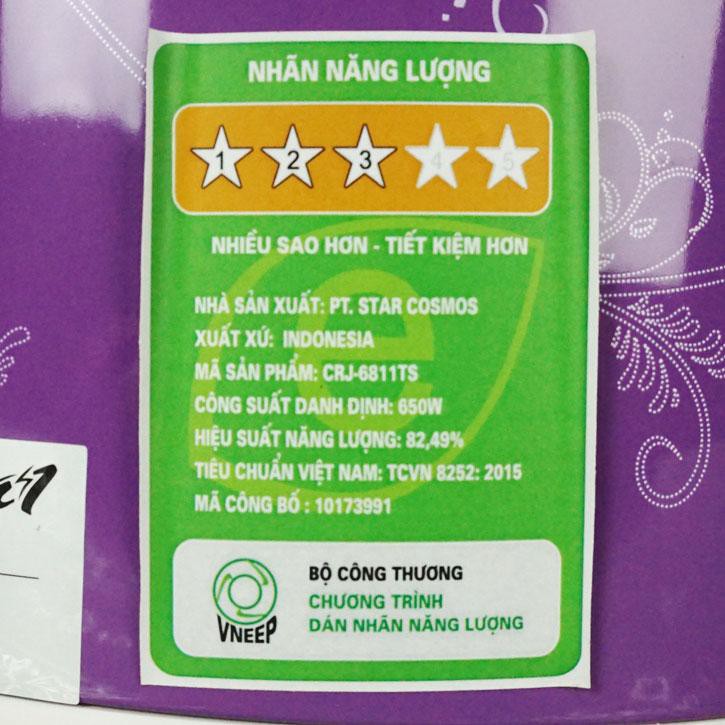 NHÃN NĂNG LƯỢNG
1 2 3 4 5
NHIỀU SAO HƠN - TIẾT KIỆM HƠN
NHÀ SẢN XUẤT: PT. STAR COSMOS
XUẤT XỨ: INDONESIA
MÃ SẢN PHẨM: CRJ-6811TS
CÔNG SUẤT DANH ĐỊNH: 650W
HIỆU SUẤT NĂNG LƯỢNG: 82,49%
TIÊU CHUẨN VIỆT NAM: TCVN 8252: 2015
MÃ CÔNG BỐ : 10173991
VNEEP
BỘ CÔNG THƯƠNG
CHƯƠNG TRÌNH
DÁN NHÃN NĂNG LƯỢNG